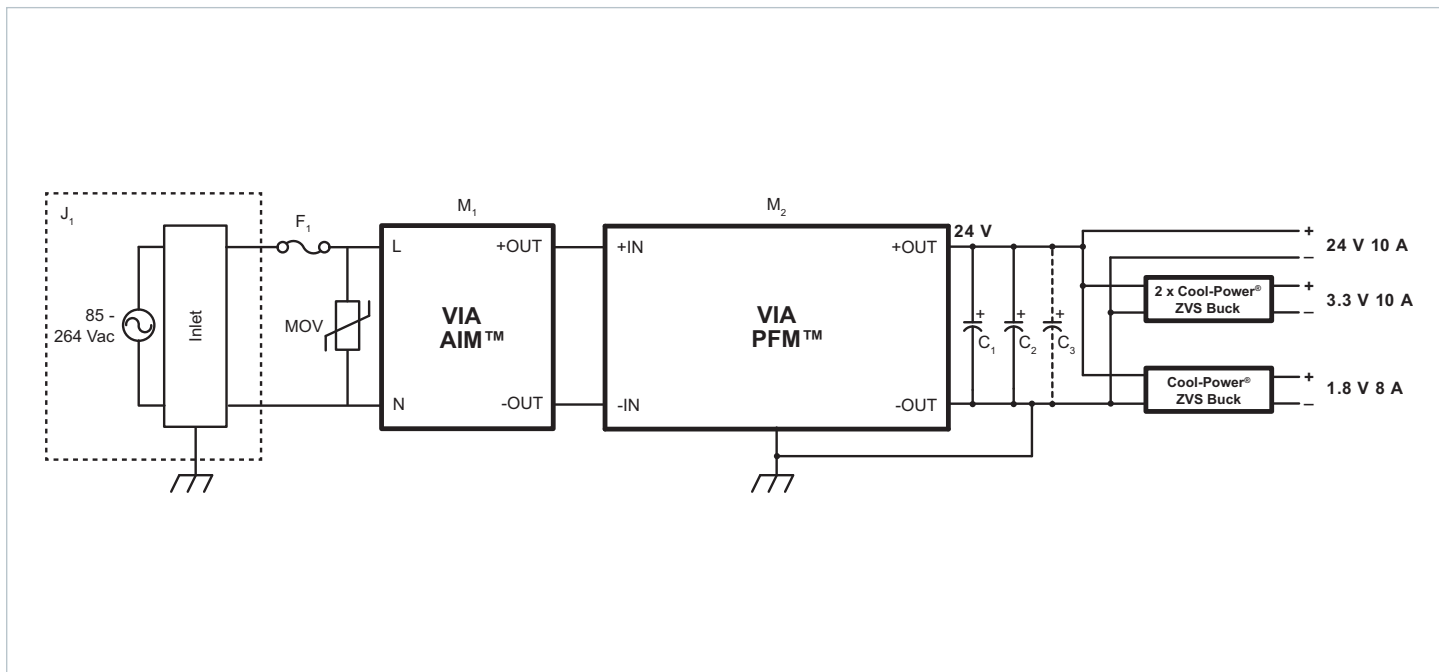 J1
85 -
264 Vac
Inlet
F1
MOV
M1
L
+OUT
VIA
AIM™
N
-OUT
M2
+IN
+OUT
VIA
PFM™
-IN
-OUT
24 V
+
C1
+
C2
+
C3
+
24 V 10 A
–
2 x Cool-Power®
ZVS Buck
+
3.3 V 10 A
–
Cool-Power®
ZVS Buck
+
1.8 V 8 A
–